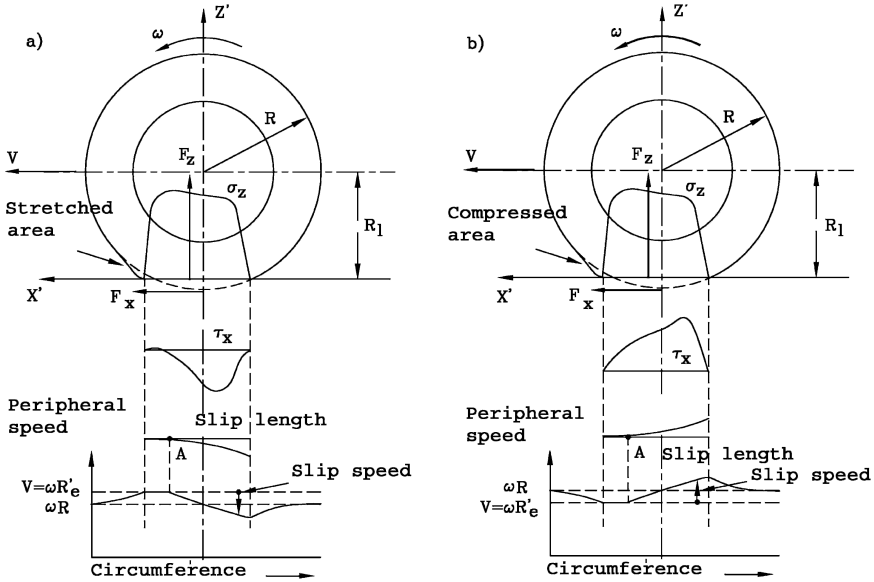 a)
Z'
ω
R
V
F_z
σ_z
Stretched
area
R_l
X'
F_x
τ_x
Peripheral
speed
Slip length
A
Slip speed
V=ωR'_e
ωR
Circumference
b)
Z'
ω
R
V
F_z
σ_z
Compressed
area
R_l
X'
F_x
τ_x
Peripheral
speed
A
Slip length
Slip speed
ωR
V=ωR'_e
Circumference